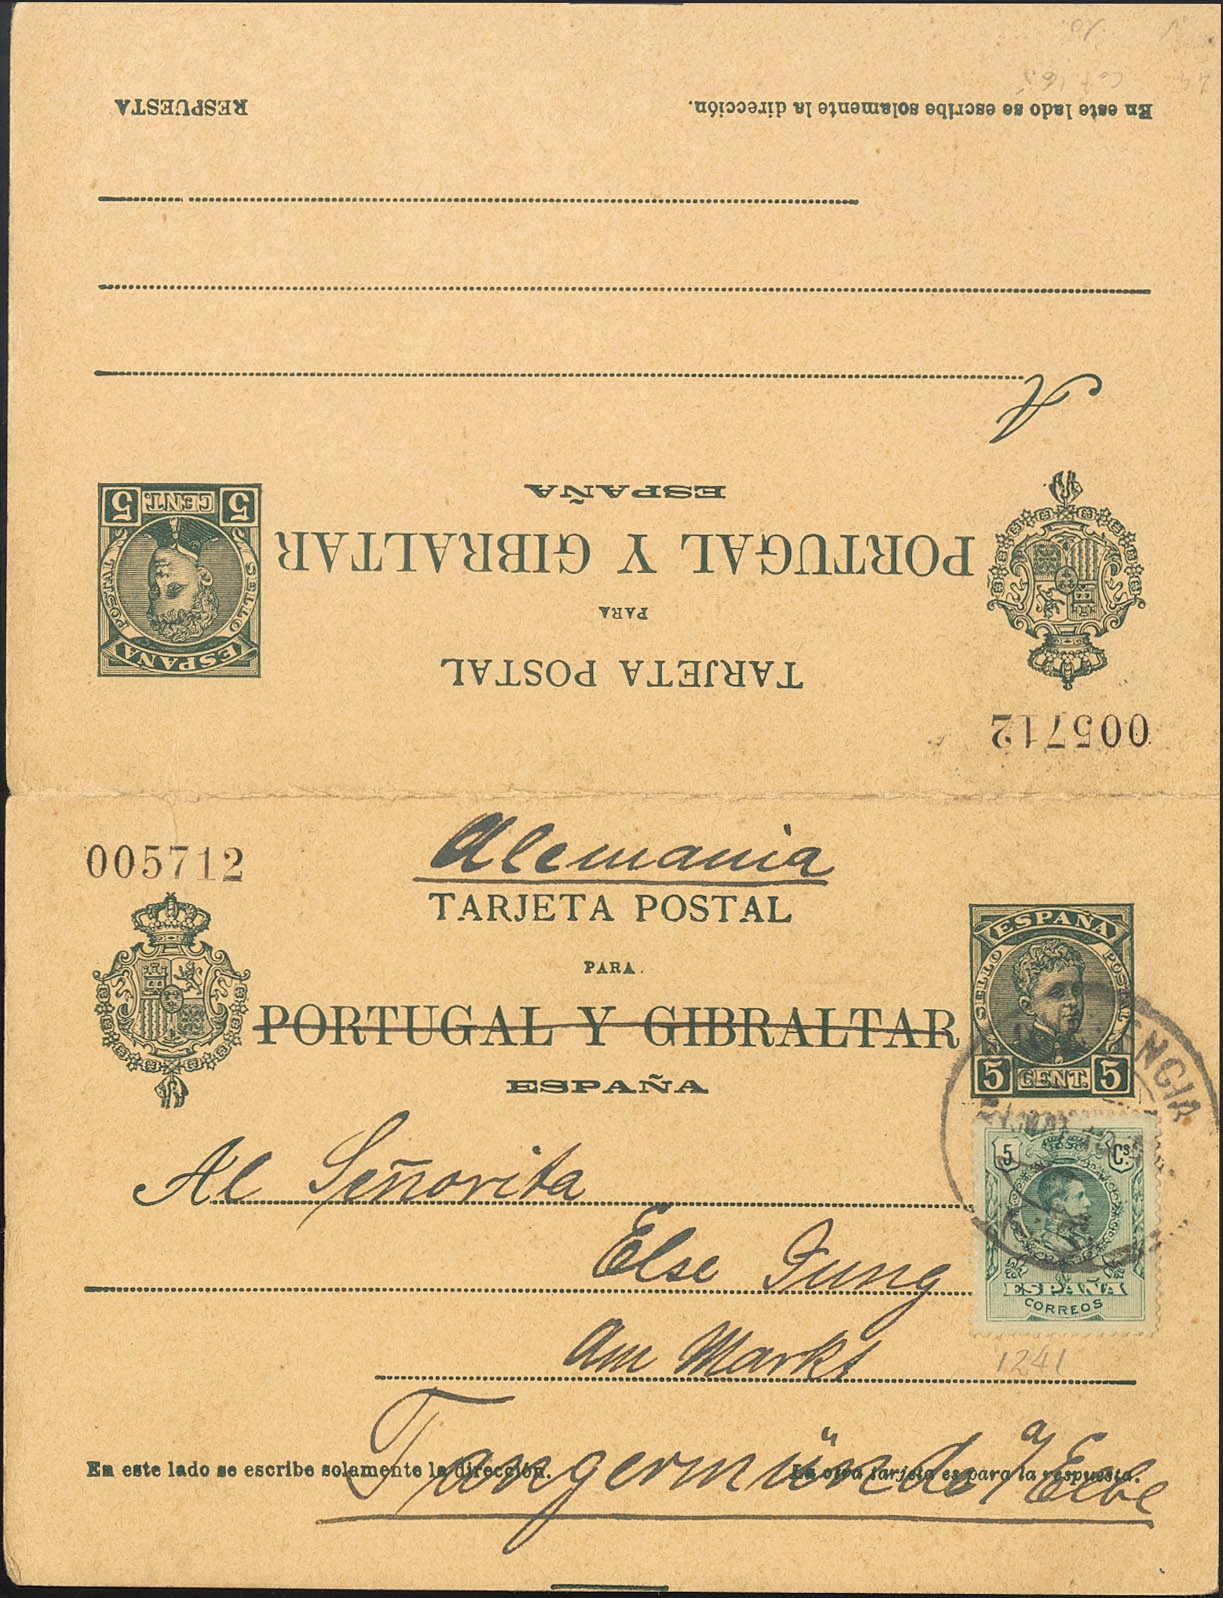 RESPUESTA
En este lado se escribe solamente la dirección.
A
ESPAÑA
PORTUGAL Y GIBRALTAR
PARA
TARJETA POSTAL
5 CENT. 5
SELLO POSTAL
ESPAÑA
005712
005712
Alemania
TARJETA POSTAL
PARA
PORTUGAL Y GIBRALTAR
ESPAÑA
ESPAÑA
SELLO POSTAL
5 CENT. 5
5 Cs.
ESPAÑA
CORREOS
1241
Al Señorita
Else Jung
Am Markt
Tangermünde a/Elbe
En este lado se escribe solamente la dirección.
La otra tarjeta es para la respuesta.